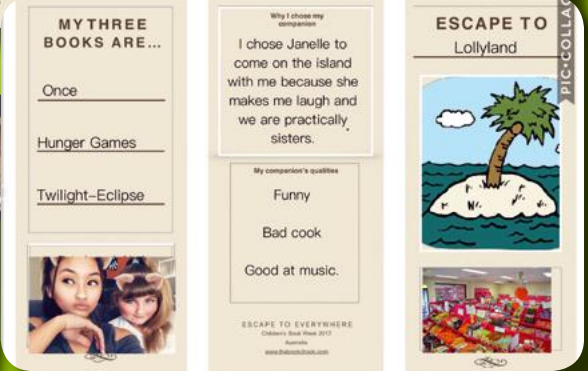 MY THREE
BOOKS ARE...
Once
Hunger Games
Twilight-Eclipse
Why I chose my
companion
I chose Janelle to
come on the island
with me because she
makes me laugh and
we are practically
sisters.
My companion's qualities
Funny
Bad cook
Good at music.
ESCAPE TO EVERYWHERE
Children's Book Week 2017
Australia
ESCAPE TO
Lollyland
PIC•COLLAG